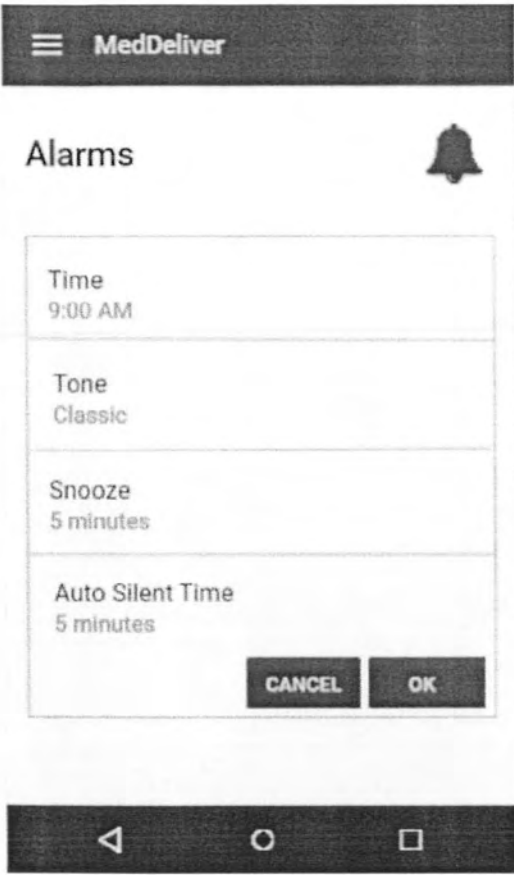 MedDeliver
Alarms
Time
9:00 AM
Tone
Classic
Snooze
5 minutes
Auto Silent Time
5 minutes
CANCEL OK